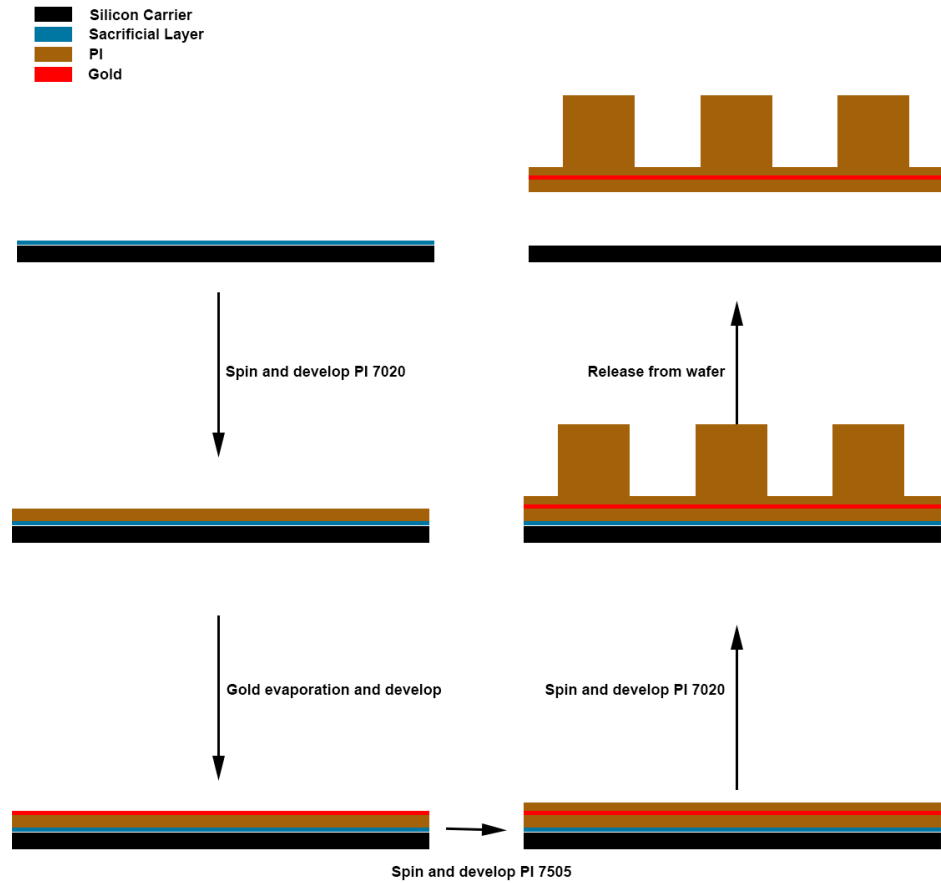 Silicon Carrier
Sacrificial Layer
PI
Gold
Spin and develop PI 7020
Gold evaporation and develop
Spin and develop PI 7505
Spin and develop PI 7020
Release from wafer